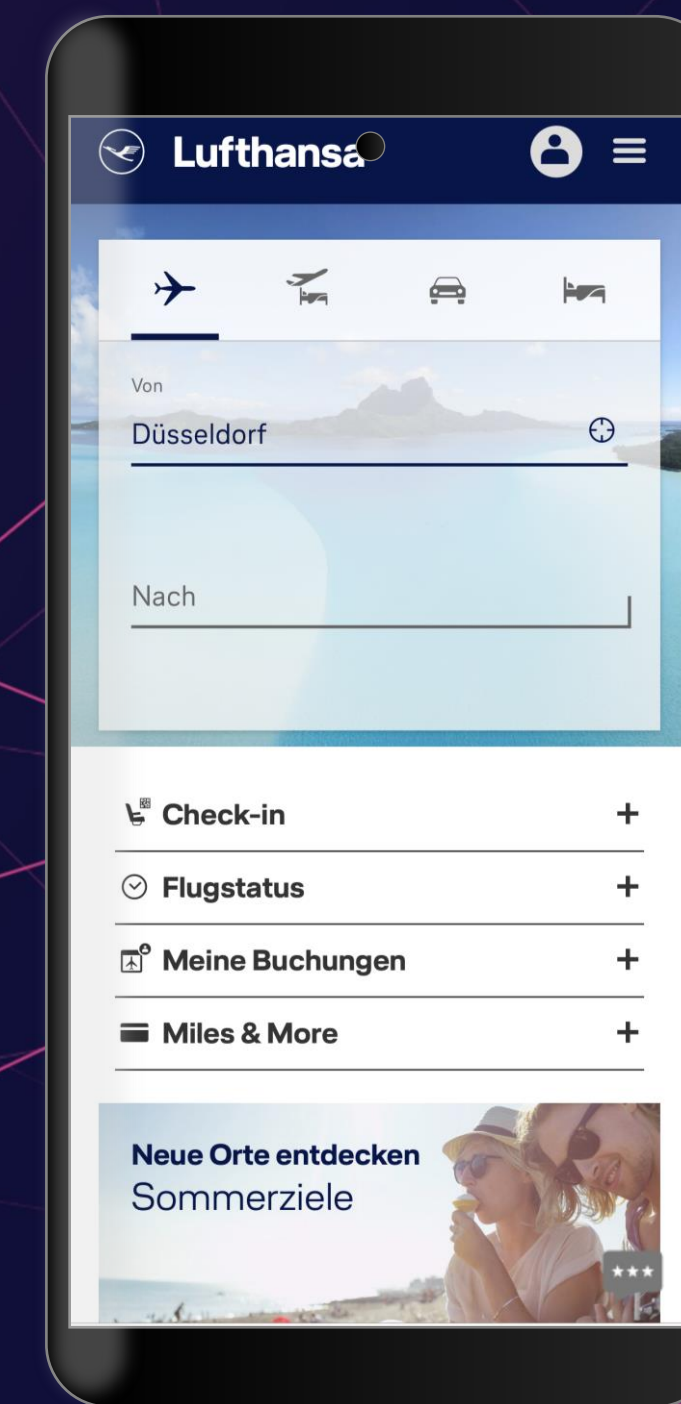 Lufthansa
Von
Düsseldorf
Nach
Check-in
Flugstatus
Meine Buchungen
Miles & More
Neue Orte entdecken
Sommerziele